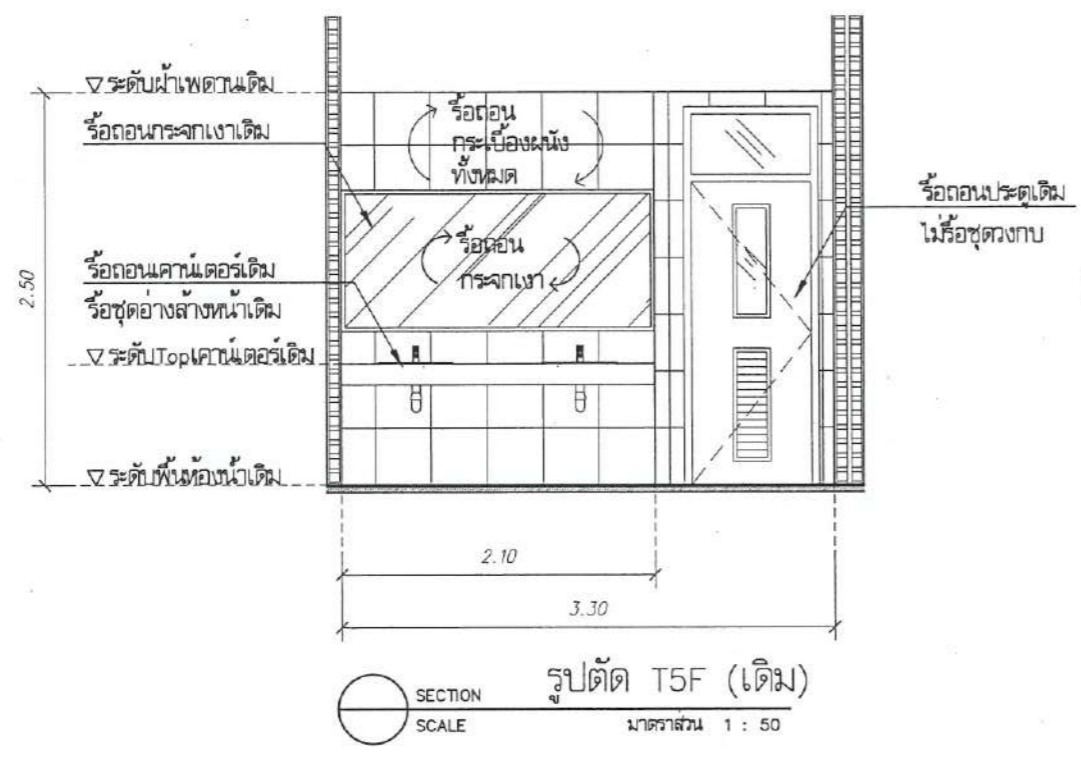 ระดับฝ้าเพดานเดิม
รื้อถอนกระจกเงาเดิม
รื้อถอน
กระเบื้องผนัง
ทั้งหมด
รื้อถอนประตูเดิม
ไม่รื้อชุดวงกบ
รื้อถอน
กระจกเงา
2.50
รื้อถอนเคาน์เตอร์เดิม
รื้อชุดอ่างล้างหน้าเดิม
ระดับTopเคาน์เตอร์เดิม
ระดับพื้นห้องน้ำเดิม
2.10
3.30
SECTION
รูปตัด T5F (เดิม)
SCALE
มาตราส่วน 1 : 50